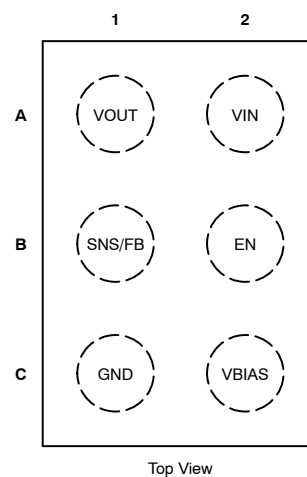 1 2
A VOUT VIN
B SNS/FB EN
C GND VBIAS
Top View